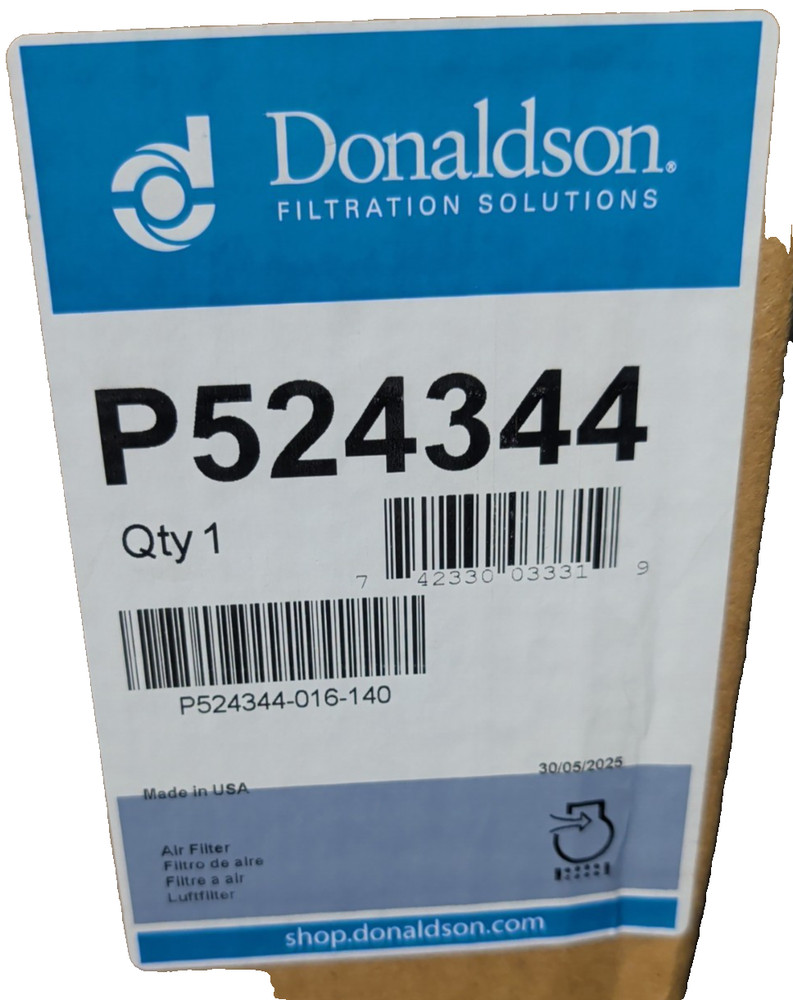 Donaldson®
FILTRATION SOLUTIONS
P524344
Qty 1
7 42330 03331 9
P524344-016-140
30/05/2025
Made in USA
Air Filter
Filtro de aire
Filtre a air
Luftfilter
shop.donaldson.com